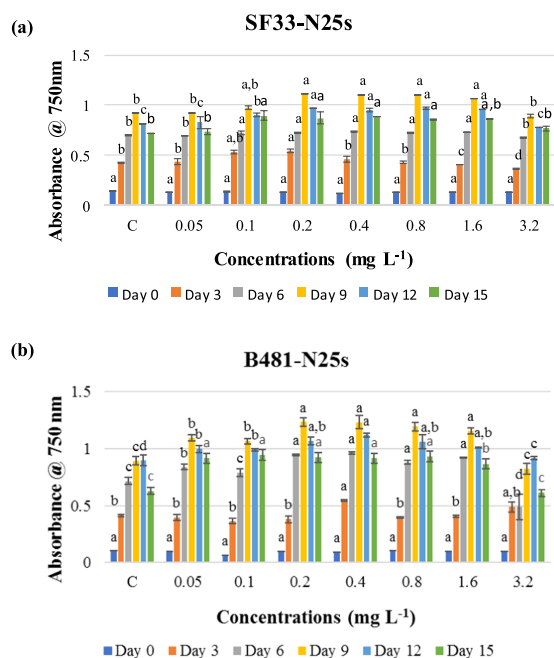 (a)
SF33-N25s
Absorbance @ 750nm
1.5
1
0.5
0
a b b b c b
a b b b c b
a a,b b a,b b a
a a a a a a
a b a a a a
a b a a a a
a c a a a a,b
a d b b c b
C 0.05 0.1 0.2 0.4 0.8 1.6 3.2
Concentrations (mg L-1)
Day 0 Day 3 Day 6 Day 9 Day 12 Day 15
(b)
B481-N25s
Absorbance @ 750 nm
1.5
1
0.5
0
a b c c d c
a b b b b a
a b c b b a
a b a a a,b a
a a a a a a
a b a a a,b a
a b a a a,b b
a a,b d c c c
C 0.05 0.1 0.2 0.4 0.8 1.6 3.2
Concentrations (mg L-1)
Day 0 Day 3 Day 6 Day 9 Day 12 Day 15